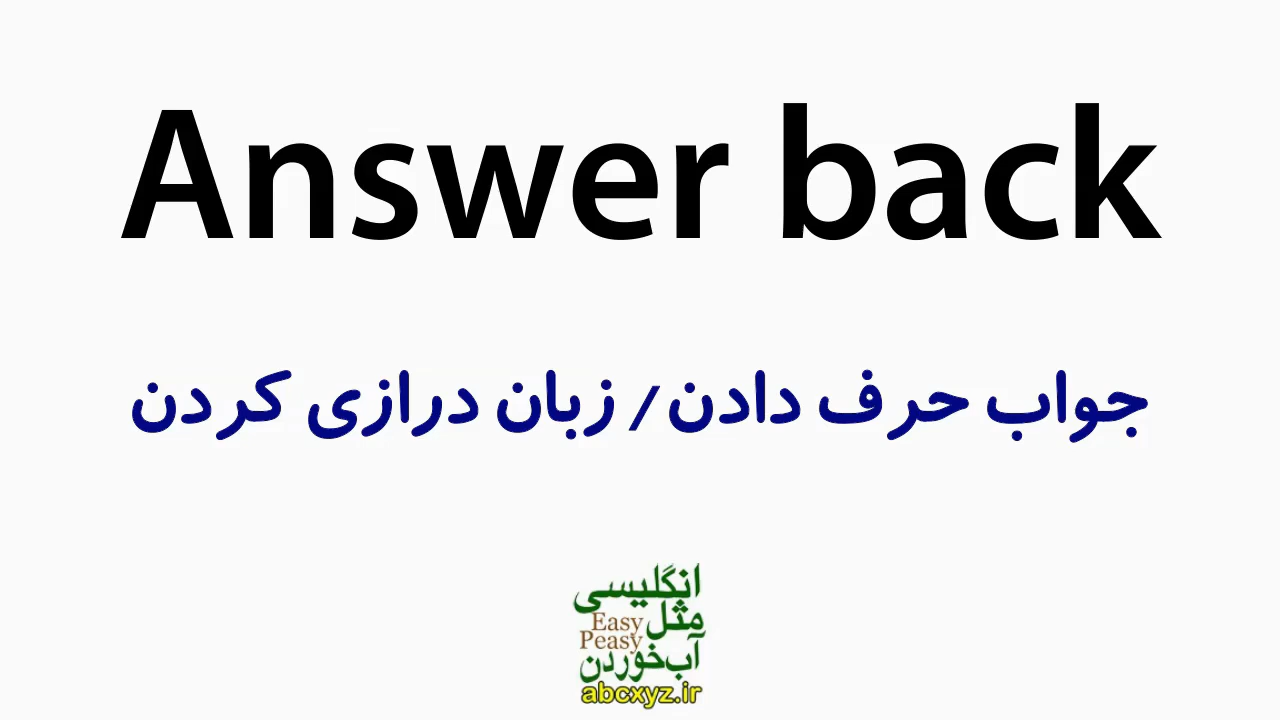 Answer back
جواب حرف دادن/ زبان درازی کردن
انگلیسی
مثل
Easy
Peasy
آب‌خوردن
abcxyz.ir